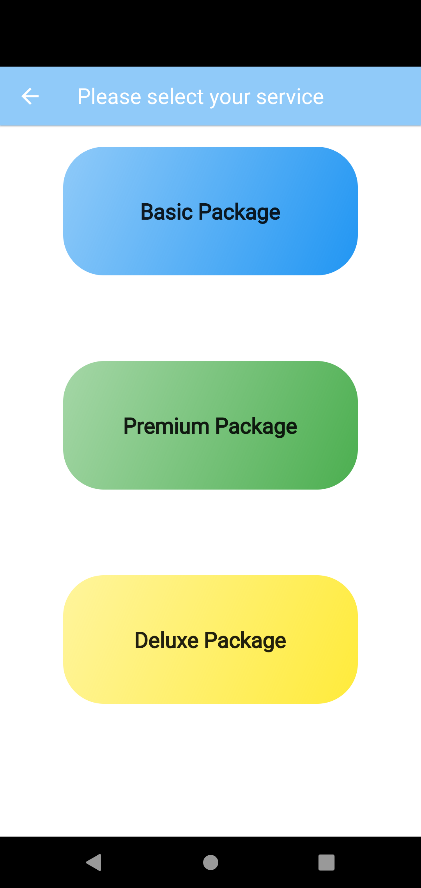 Please select your service
Basic Package
Premium Package
Deluxe Package